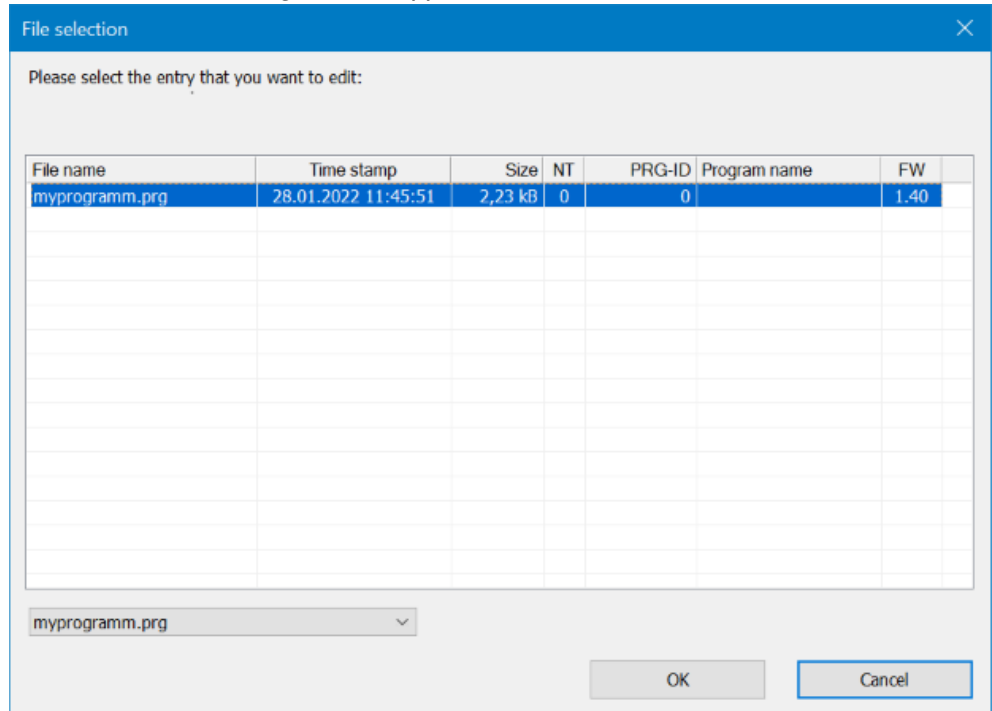 File selection
Please select the entry that you want to edit:
File name Time stamp Size NT PRG-ID Program name FW
myprogramm.prg 28.01.2022 11:45:51 2,23 kB 0 0 1.40
myprogramm.prg
OK Cancel